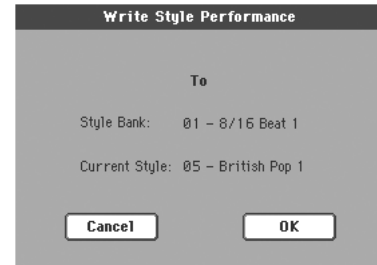 Write Style Performance
To
Style Bank: 01 - 8/16 Beat 1
Current Style: 05 - British Pop 1
Cancel OK